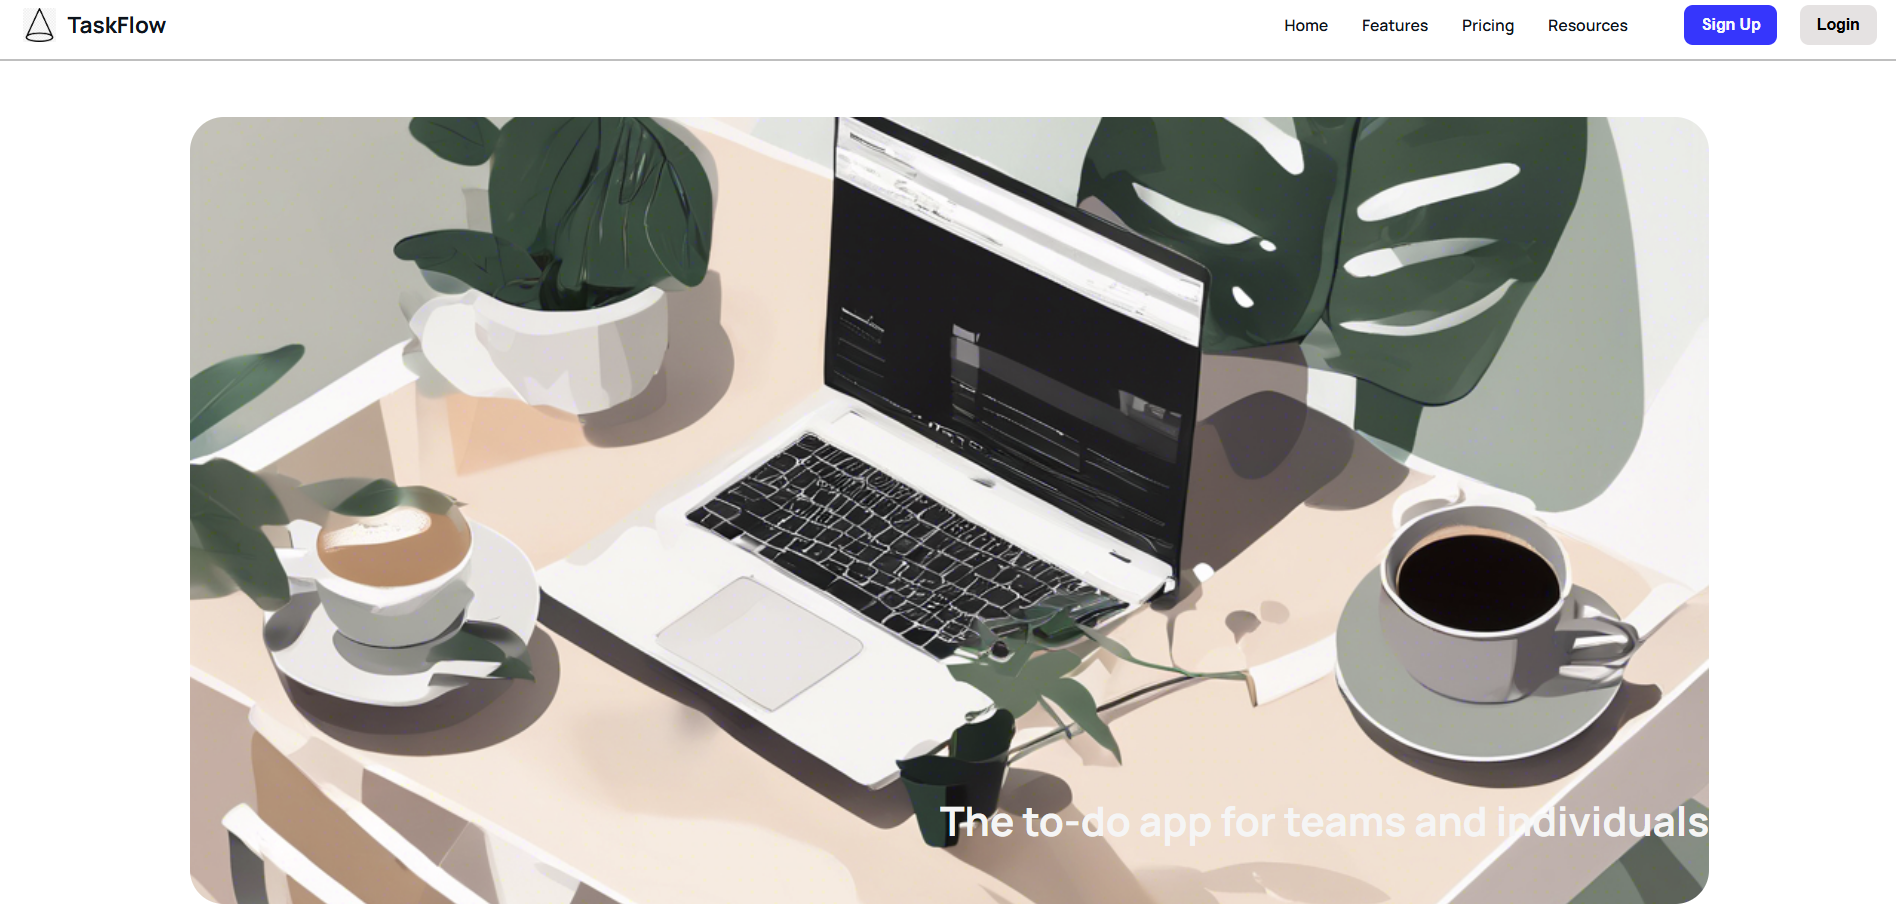 TaskFlow
Home
Features
Pricing
Resources
Sign Up
Login
The to-do app for teams and individuals